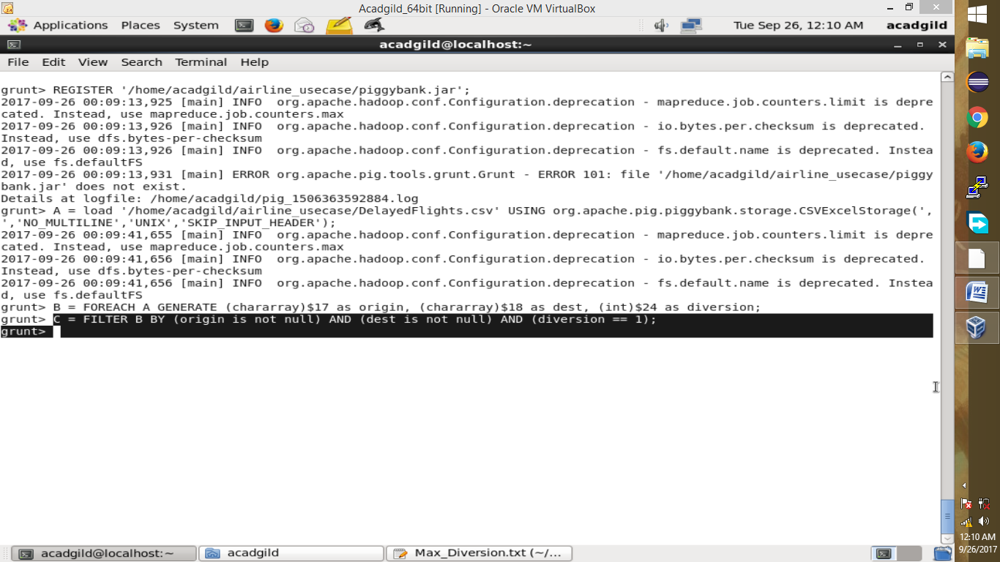 Acadgild_64bit [Running] - Oracle VM VirtualBox
Applications Places System Tue Sep 26, 12:10 AM acadgild
acadgild@localhost:~
File Edit View Search Terminal Help
grunt> REGISTER '/home/acadgild/airline_usecase/piggybank.jar';
2017-09-26 00:09:13,925 [main] INFO  org.apache.hadoop.conf.Configuration.deprecation - mapreduce.job.counters.limit is depre
cated. Instead, use mapreduce.job.counters.max
2017-09-26 00:09:13,926 [main] INFO  org.apache.hadoop.conf.Configuration.deprecation - io.bytes.per.checksum is deprecated.
Instead, use dfs.bytes-per-checksum
2017-09-26 00:09:13,926 [main] INFO  org.apache.hadoop.conf.Configuration.deprecation - fs.default.name is deprecated. Instea
d, use fs.defaultFS
2017-09-26 00:09:13,931 [main] ERROR org.apache.pig.tools.grunt.Grunt - ERROR 101: file '/home/acadgild/airline_usecase/piggy
bank.jar' does not exist.
Details at logfile: /home/acadgild/pig_1506363592884.log
grunt> A = load '/home/acadgild/airline_usecase/DelayedFlights.csv' USING org.apache.pig.piggybank.storage.CSVExcelStorage(',
','NO_MULTILINE','UNIX','SKIP_INPUT_HEADER');
2017-09-26 00:09:41,655 [main] INFO  org.apache.hadoop.conf.Configuration.deprecation - mapreduce.job.counters.limit is depre
cated. Instead, use mapreduce.job.counters.max
2017-09-26 00:09:41,656 [main] INFO  org.apache.hadoop.conf.Configuration.deprecation - io.bytes.per.checksum is deprecated.
Instead, use dfs.bytes-per-checksum
2017-09-26 00:09:41,656 [main] INFO  org.apache.hadoop.conf.Configuration.deprecation - fs.default.name is deprecated. Instea
d, use fs.defaultFS
grunt> B = FOREACH A GENERATE (chararray)$17 as origin, (chararray)$18 as dest, (int)$24 as diversion;
grunt> C = FILTER B BY (origin is not null) AND (dest is not null) AND (diversion == 1);
grunt>
acadgild@localhost:~ acadgild Max_Diversion.txt (~/...
12:10 AM
9/26/2017